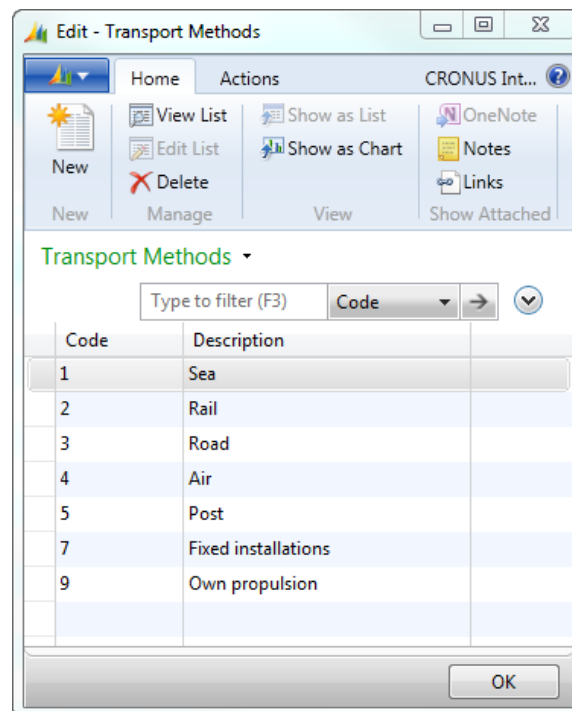 Edit - Transport Methods
Home Actions CRONUS Int...
New
View List
Edit List
Delete
Show as List
Show as Chart
OneNote
Notes
Links
New Manage View Show Attached
Transport Methods
Type to filter (F3) Code
Code Description
1 Sea
2 Rail
3 Road
4 Air
5 Post
7 Fixed installations
9 Own propulsion
OK